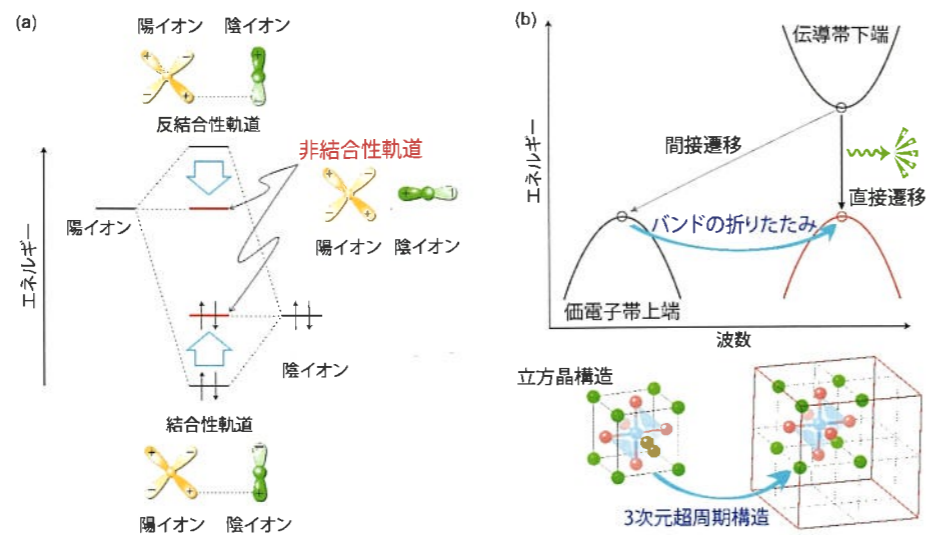 (a)
陽イオン 陰イオン
+ − + −
− + −
反結合性軌道
非結合性軌道
陽イオン
エネルギー
+ + + −
− −
陽イオン 陰イオン
陰イオン
結合性軌道
+ − −
− + +
陽イオン 陰イオン
(b)
伝導帯下端
エネルギー
間接遷移
直接遷移
バンドの折りたたみ
価電子帯上端
波数
立方晶構造
3次元超周期構造